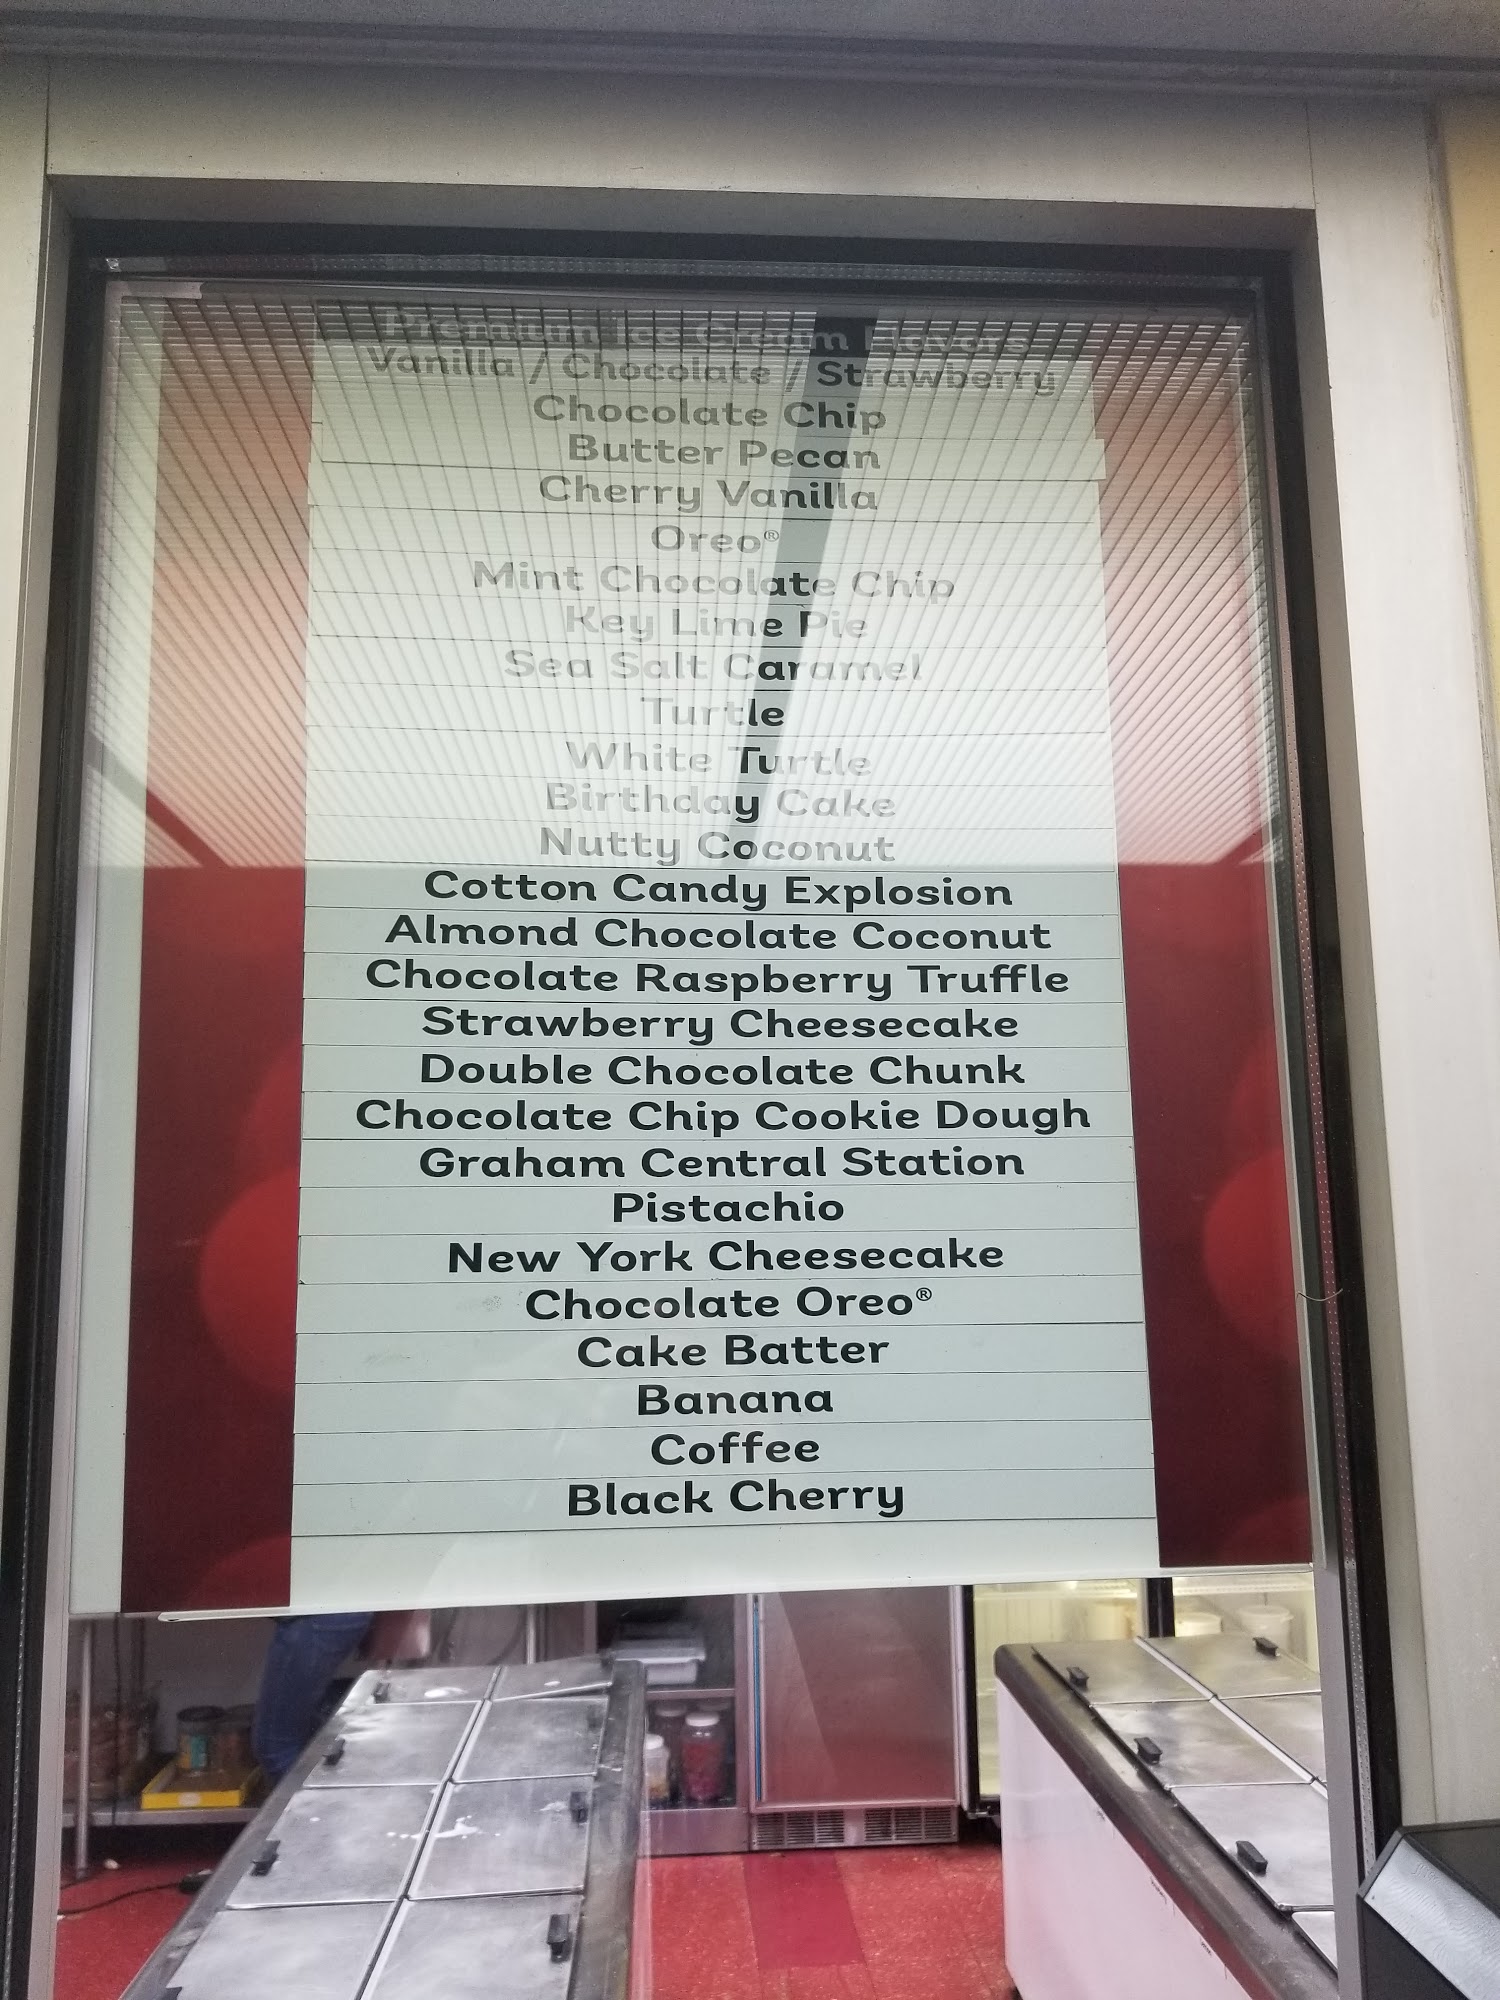 Premium Ice Cream Flavors
Vanilla / Chocolate / Strawberry
Chocolate Chip
Butter Pecan
Cherry Vanilla
Oreo®
Mint Chocolate Chip
Key Lime Pie
Sea Salt Caramel
Turtle
White Turtle
Birthday Cake
Nutty Coconut
Cotton Candy Explosion
Almond Chocolate Coconut
Chocolate Raspberry Truffle
Strawberry Cheesecake
Double Chocolate Chunk
Chocolate Chip Cookie Dough
Graham Central Station
Pistachio
New York Cheesecake
Chocolate Oreo®
Cake Batter
Banana
Coffee
Black Cherry